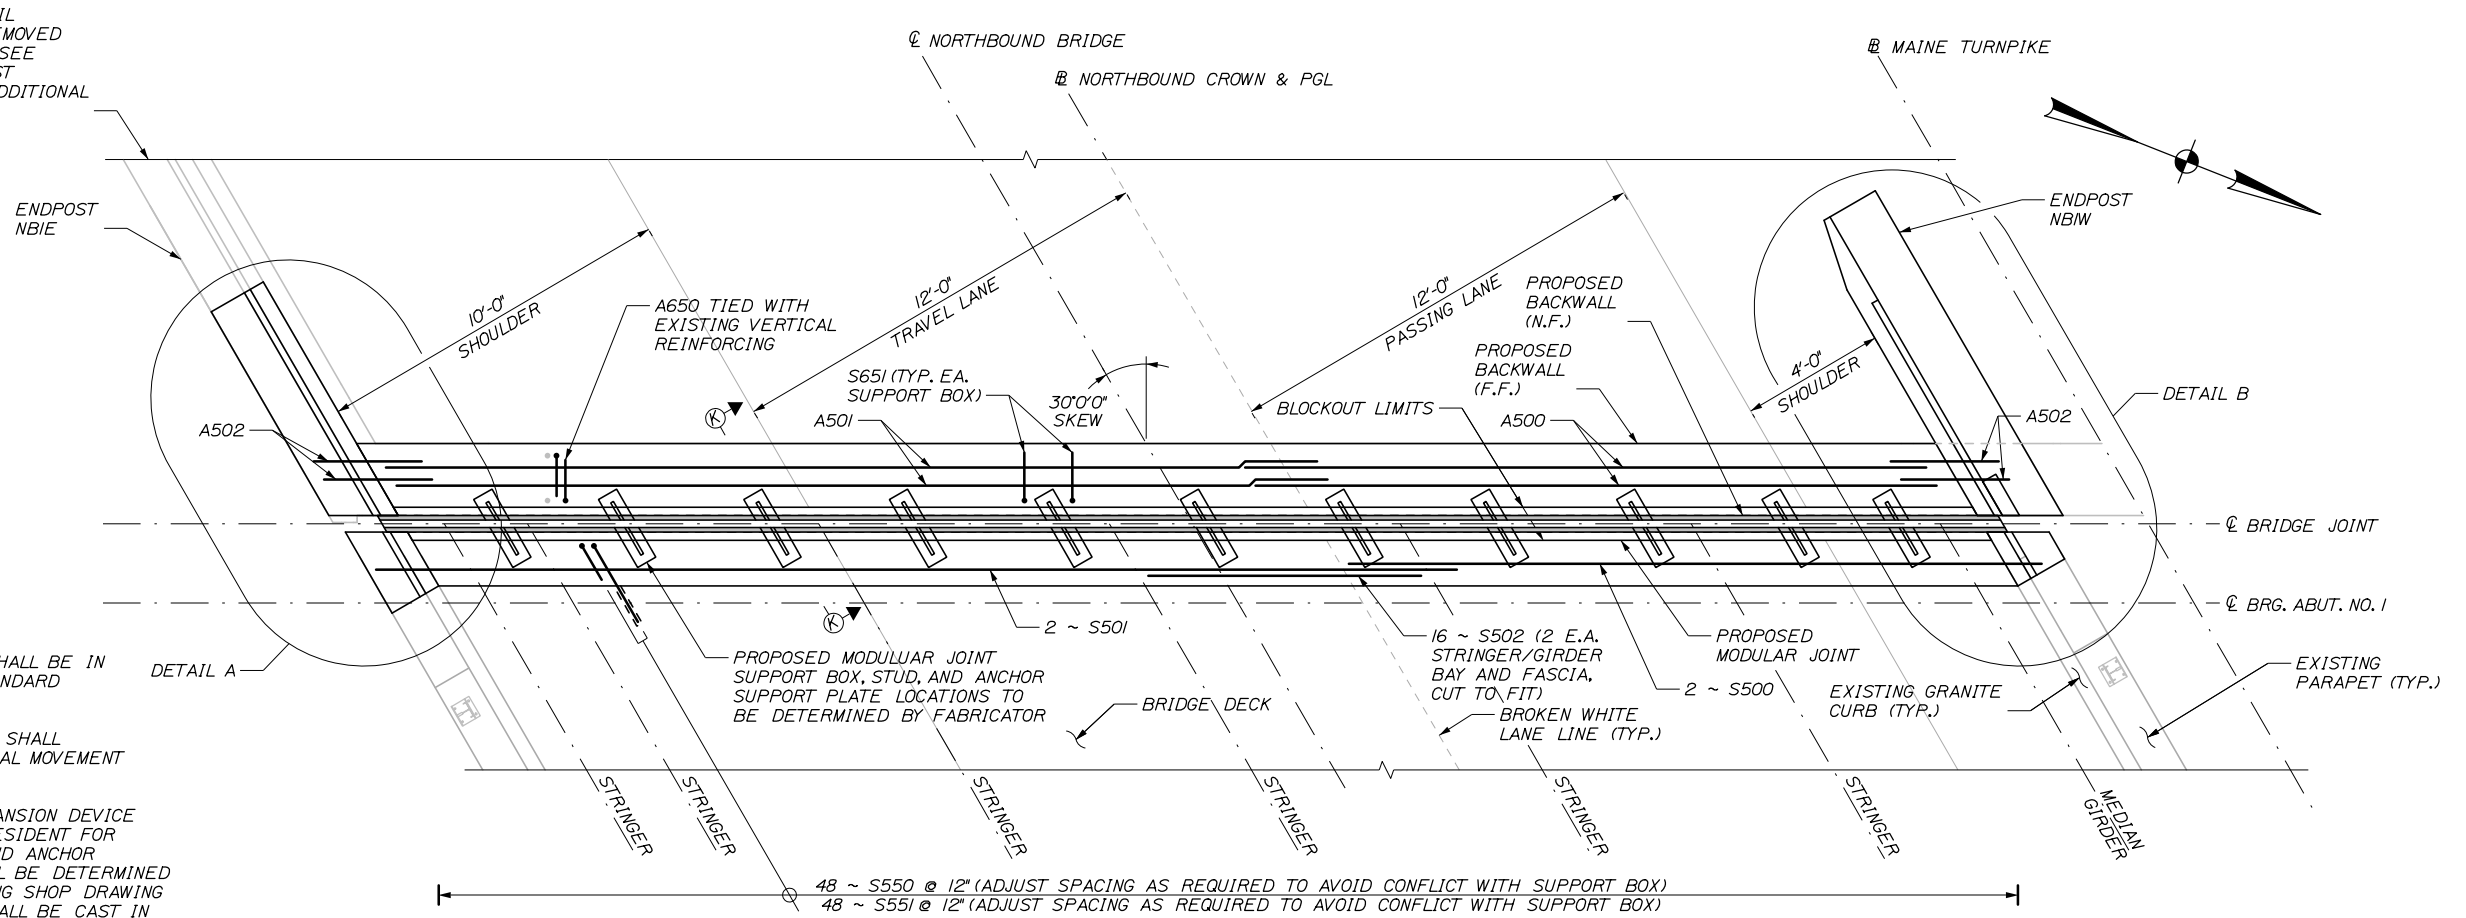 IL
EMOVED
SEE
ST
DDITIONAL
℄ NORTHBOUND BRIDGE
NORTHBOUND CROWN & PGL
MAINE TURNPIKE
ENDPOST
NB1E
ENDPOST
NB1W
10'-0"
SHOULDER
A650 TIED WITH
EXISTING VERTICAL
REINFORCING
12'-0"
TRAVEL LANE
12'-0"
PASSING LANE
PROPOSED
BACKWALL
(N.F.)
PROPOSED
BACKWALL
(F.F.)
4'-0"
SHOULDER
S651 (TYP. EA.
SUPPORT BOX)
30°0'0"
SKEW
BLOCKOUT LIMITS
DETAIL B
K
A501
A500
A502
A502
℄ BRIDGE JOINT
℄ BRG. ABUT. NO. 1
K
2 ~ S501
16 ~ S502 (2 E.A.
STRINGER/GIRDER
BAY AND FASCIA,
CUT TO FIT)
PROPOSED
MODULAR JOINT
2 ~ S500
DETAIL A
PROPOSED MODULUAR JOINT
SUPPORT BOX, STUD, AND ANCHOR
SUPPORT PLATE LOCATIONS TO
BE DETERMINED BY FABRICATOR
BRIDGE DECK
BROKEN WHITE
LANE LINE (TYP.)
EXISTING GRANITE
CURB (TYP.)
EXISTING
PARAPET (TYP.)
HALL BE IN
NDARD
SHALL
AL MOVEMENT
ANSION DEVICE
ESIDENT FOR
ND ANCHOR
L BE DETERMINED
NG SHOP DRAWING
ALL BE CAST IN
STRINGER
STRINGER
STRINGER
STRINGER
STRINGER
STRINGER
MEDIAN
GIRDER
48 ~ S550 @ 12" (ADJUST SPACING AS REQUIRED TO AVOID CONFLICT WITH SUPPORT BOX)
48 ~ S551 @ 12" (ADJUST SPACING AS REQUIRED TO AVOID CONFLICT WITH SUPPORT BOX)